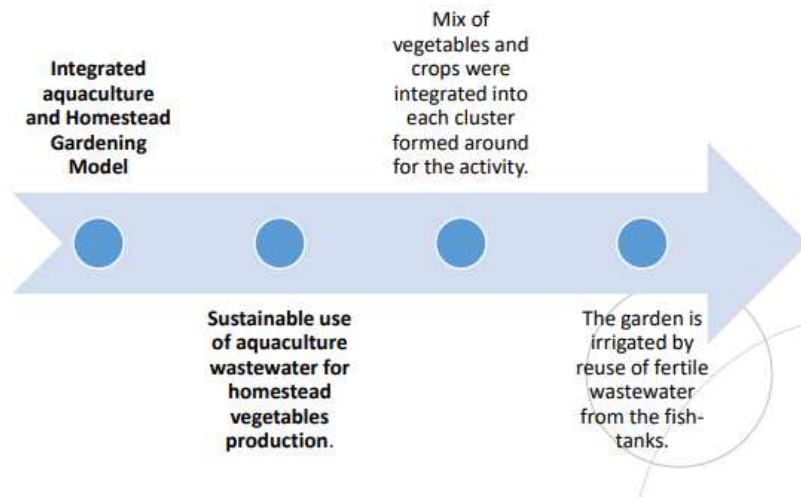 Integrated
aquaculture
and Homestead
Gardening
Model
Sustainable use
of aquaculture
wastewater for
homestead
vegetables
production.
Mix of
vegetables and
crops were
integrated into
each cluster
formed around
for the activity.
The garden is
irrigated by
reuse of fertile
wastewater
from the fish-
tanks.